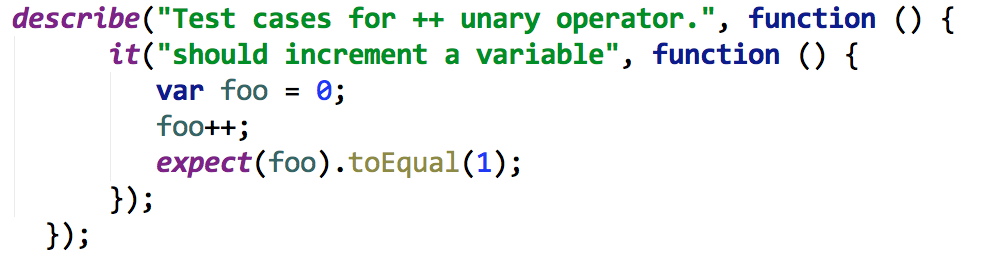 describe("Test cases for ++ unary operator.", function () {
it("should increment a variable", function () {
var foo = 0;
foo++;
expect(foo).toEqual(1);
});
});